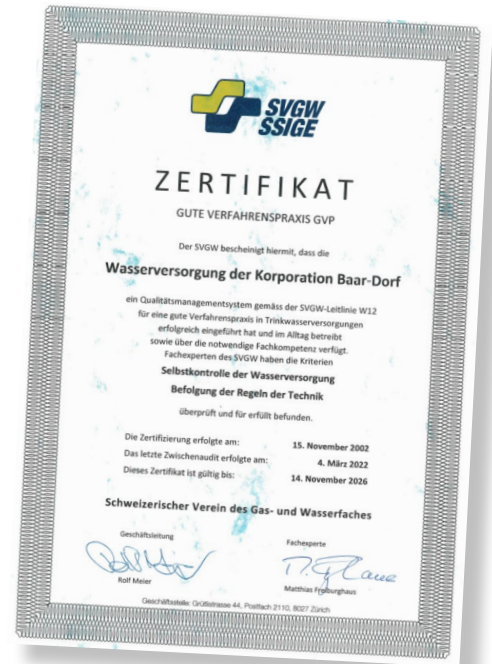 SVGW
SSIGE
ZERTIFIKAT
GUTE VERFAHRENSPRAXIS GVP
Der SVGW bescheinigt hiermit, dass die
Wasserversorgung der Korporation Baar-Dorf
ein Qualitätsmanagementsystem gemäss der SVGW-Leitlinie W12
für eine gute Verfahrenspraxis in Trinkwasserversorgungen
erfolgreich eingeführt hat und im Alltag betreibt
sowie über die notwendige Fachkompetenz verfügt.
Fachexperten des SVGW haben die Kriterien
Selbstkontrolle der Wasserversorgung
Befolgung der Regeln der Technik
überprüft und für erfüllt befunden.
Die Zertifizierung erfolgte am: 15. November 2002
Das letzte Zwischenaudit erfolgte am: 4. März 2022
Dieses Zertifikat ist gültig bis: 14. November 2026
Schweizerischer Verein des Gas- und Wasserfaches
Geschäftsleitung Fachexperte
Rolf Meier Matthias Freiburghaus
Geschäftsstelle: Grütlistrasse 44, Postfach 2110, 8027 Zürich